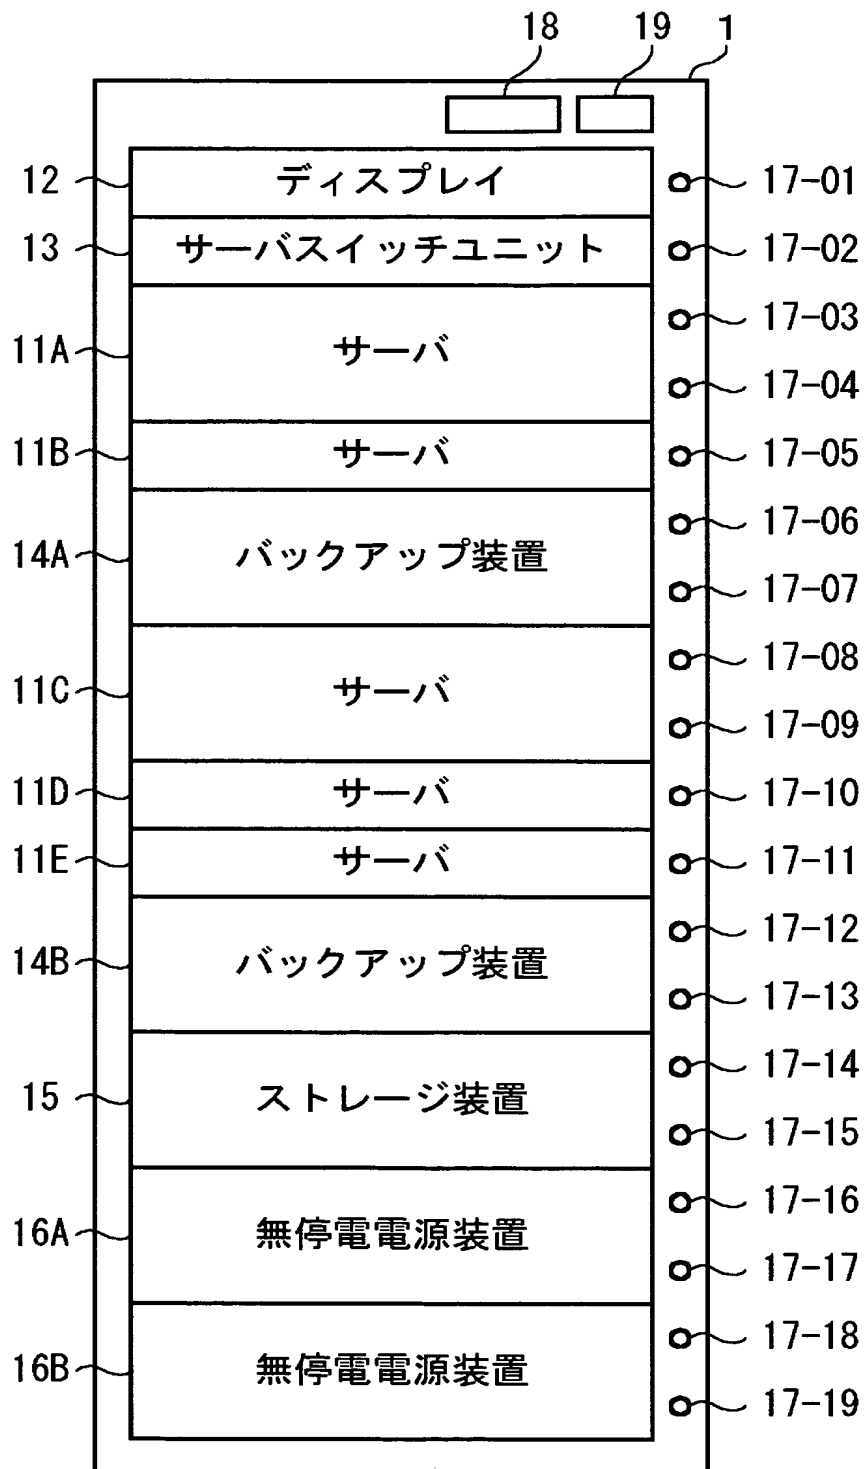 18 19 1
12 ディスプレイ 17-01
13 サーバスイッチユニット 17-02
17-03
11A サーバ
17-04
11B サーバ 17-05
17-06
14A バックアップ装置
17-07
17-08
11C サーバ
17-09
11D サーバ 17-10
11E サーバ 17-11
17-12
14B バックアップ装置
17-13
17-14
15 ストレージ装置
17-15
17-16
16A 無停電電源装置
17-17
17-18
16B 無停電電源装置
17-19